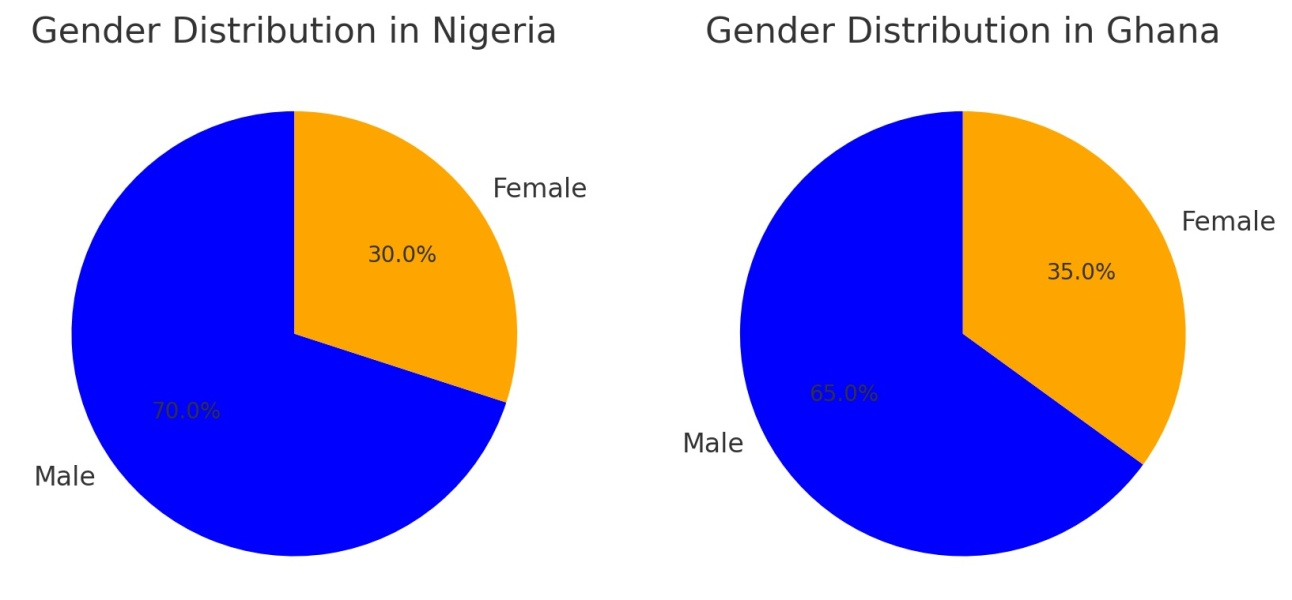 Gender Distribution in Nigeria
Female
30.0%
70.0%
Male
Gender Distribution in Ghana
Female
35.0%
65.0%
Male